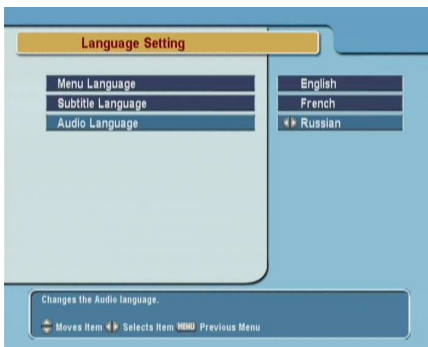 Language Setting
Menu Language English
Subtitle Language French
Audio Language Russian
Changes the Audio language.
Moves Item Selects Item MENU Previous Menu